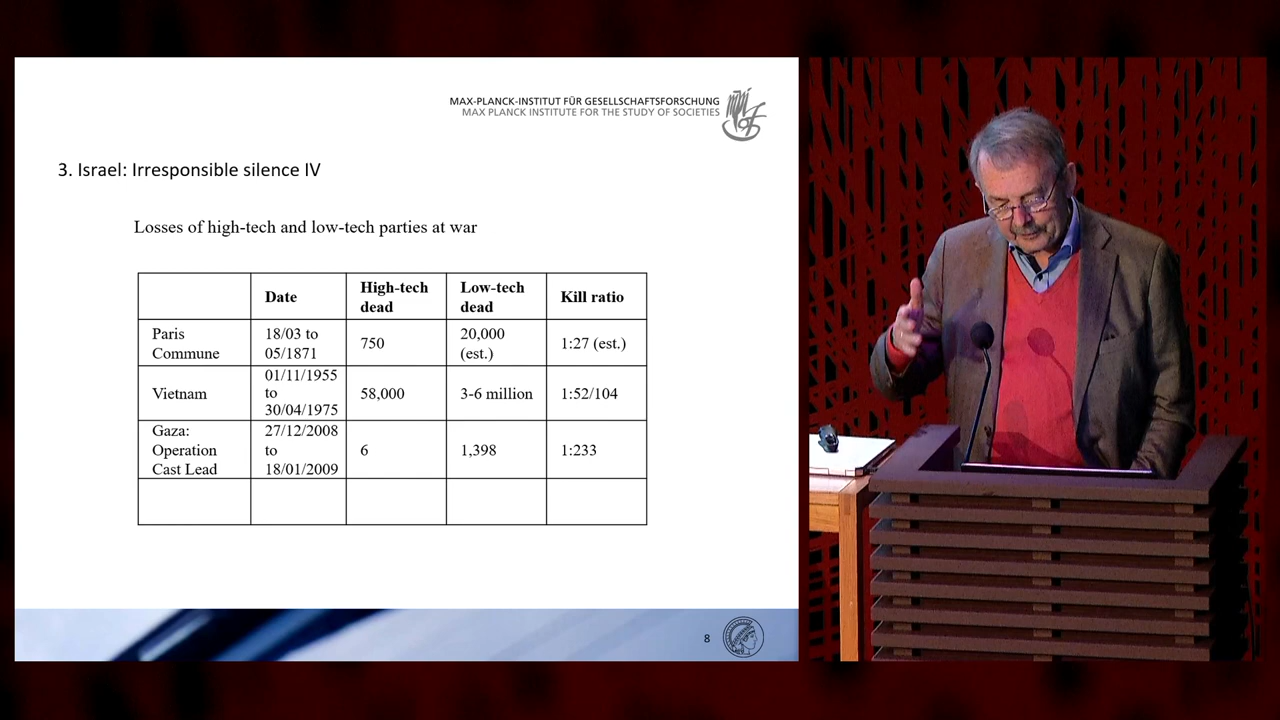 MAX-PLANCK-INSTITUT FÜR GESELLSCHAFTSFORSCHUNG
MAX PLANCK INSTITUTE FOR THE STUDY OF SOCIETIES
3. Israel: Irresponsible silence IV
Losses of high-tech and low-tech parties at war
Date
High-tech
dead
Low-tech
dead
Kill ratio
Paris
Commune
18/03 to
05/1871
750
20,000
(est.)
1:27 (est.)
Vietnam
01/11/1955
to
30/04/1975
58,000
3-6 million
1:52/104
Gaza:
Operation
Cast Lead
27/12/2008
to
18/01/2009
6
1,398
1:233
8